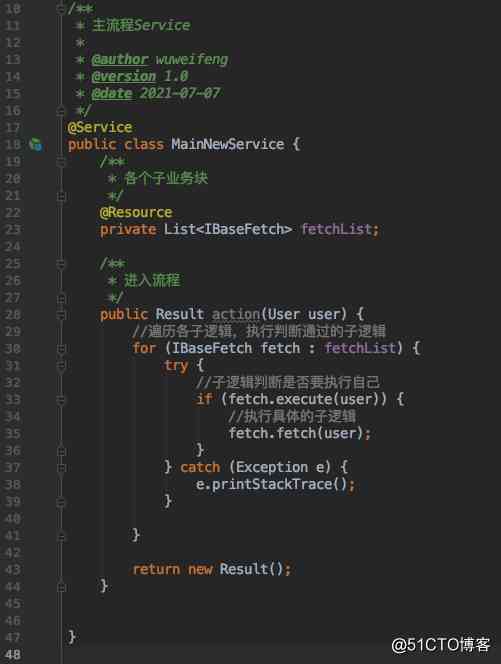 10 /**
11  * 主流程Service
12  *
13  * @author wuweifeng
14  * @version 1.0
15  * @date 2021-07-07
16  */
17 @Service
18 public class MainNewService {
19     /**
20      * 各个子业务块
21      */
22     @Resource
23     private List<IBaseFetch> fetchList;
24
25     /**
26      * 进入流程
27      */
28     public Result action(User user) {
29         //遍历各子逻辑，执行判断通过的子逻辑
30         for (IBaseFetch fetch : fetchList) {
31             try {
32                 //子逻辑判断是否要执行自己
33                 if (fetch.execute(user)) {
34                     //执行具体的子逻辑
35                     fetch.fetch(user);
36                 }
37             } catch (Exception e) {
38                 e.printStackTrace();
39             }
40
41         }
42
43         return new Result();
44     }
45
46
47 }
48
@51CTO博客